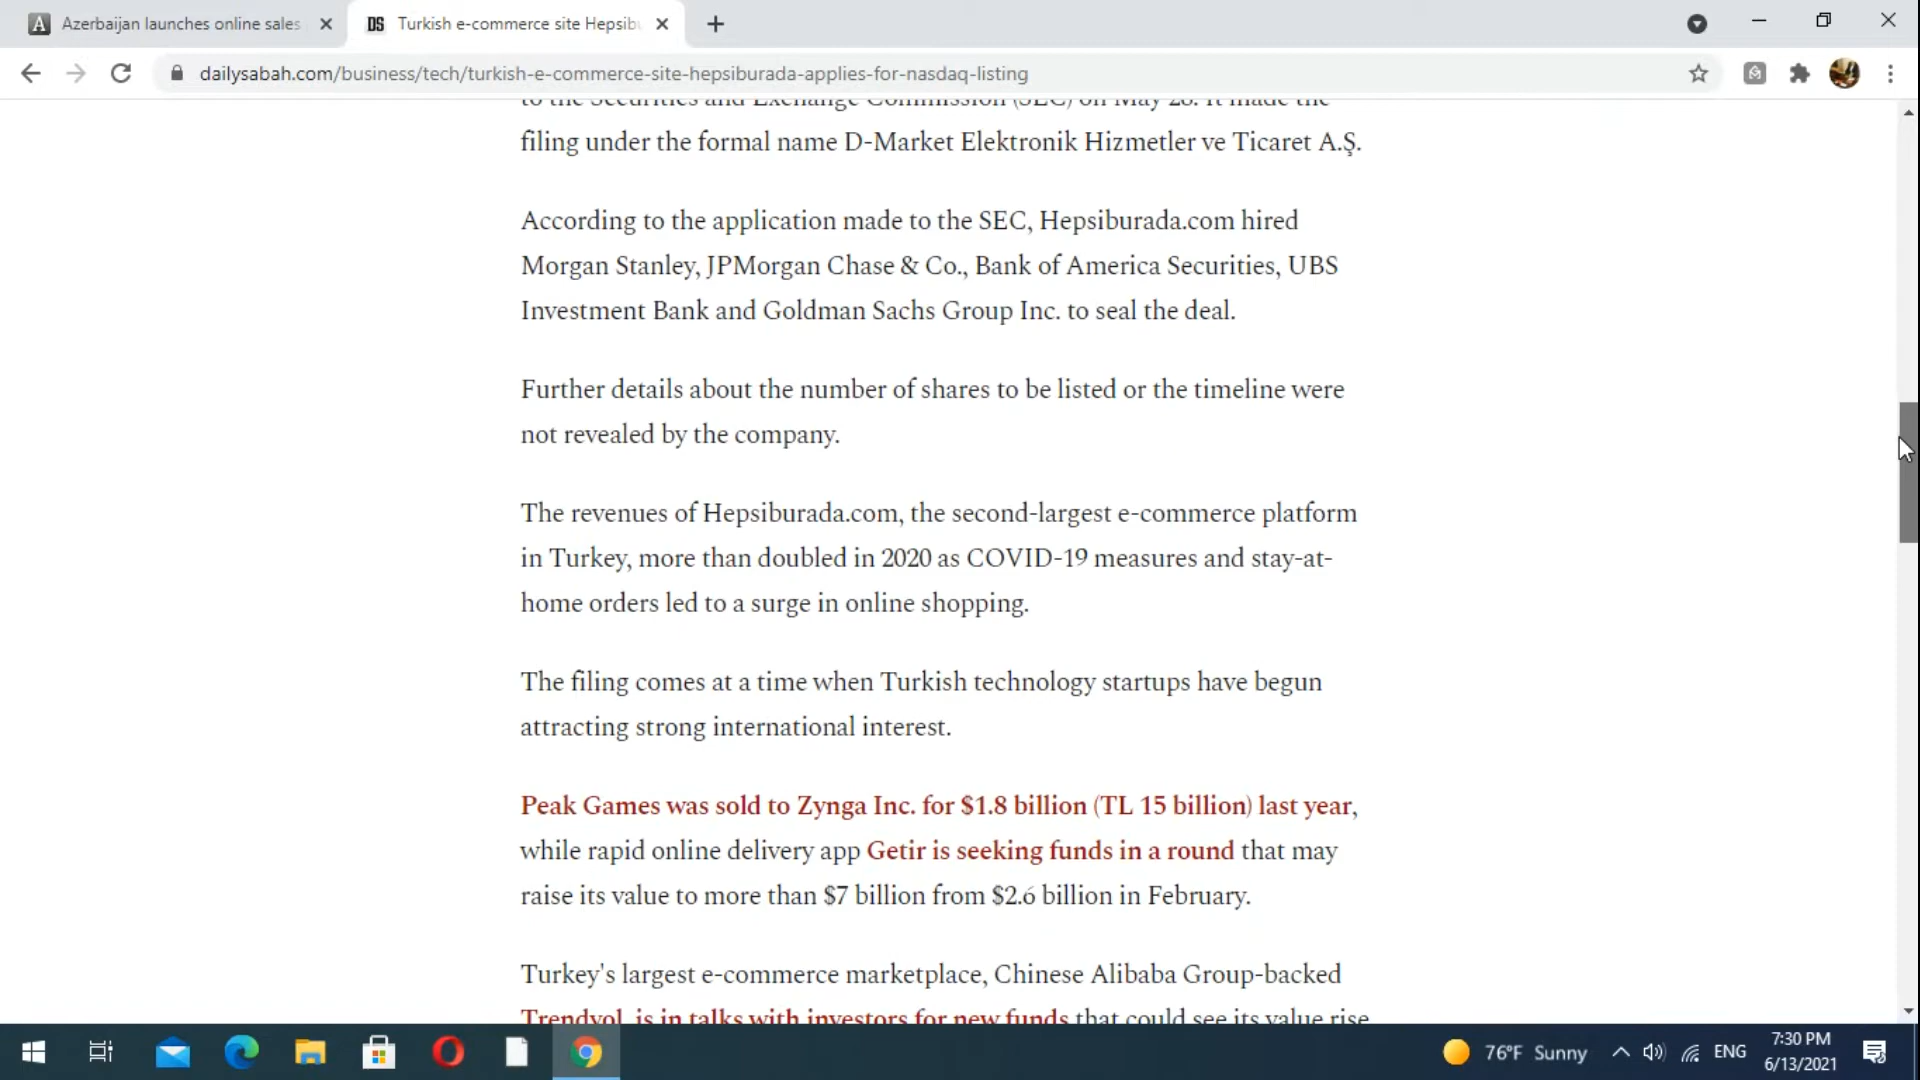 Azerbaijan launches online sales
DS Turkish e-commerce site Hepsibu
dailysabah.com/business/tech/turkish-e-commerce-site-hepsiburada-applies-for-nasdaq-listing
to the Securities and Exchange Commission (SEC) on May 28. It made the
filing under the formal name D-Market Elektronik Hizmetler ve Ticaret A.Ş.
According to the application made to the SEC, Hepsiburada.com hired
Morgan Stanley, JPMorgan Chase & Co., Bank of America Securities, UBS
Investment Bank and Goldman Sachs Group Inc. to seal the deal.
Further details about the number of shares to be listed or the timeline were
not revealed by the company.
The revenues of Hepsiburada.com, the second-largest e-commerce platform
in Turkey, more than doubled in 2020 as COVID-19 measures and stay-at-
home orders led to a surge in online shopping.
The filing comes at a time when Turkish technology startups have begun
attracting strong international interest.
Peak Games was sold to Zynga Inc. for $1.8 billion (TL 15 billion) last year,
while rapid online delivery app Getir is seeking funds in a round that may
raise its value to more than $7 billion from $2.6 billion in February.
Turkey's largest e-commerce marketplace, Chinese Alibaba Group-backed
Trendyol, is in talks with investors for new funds that could see its value rise
76°F Sunny
ENG
7:30 PM
6/13/2021